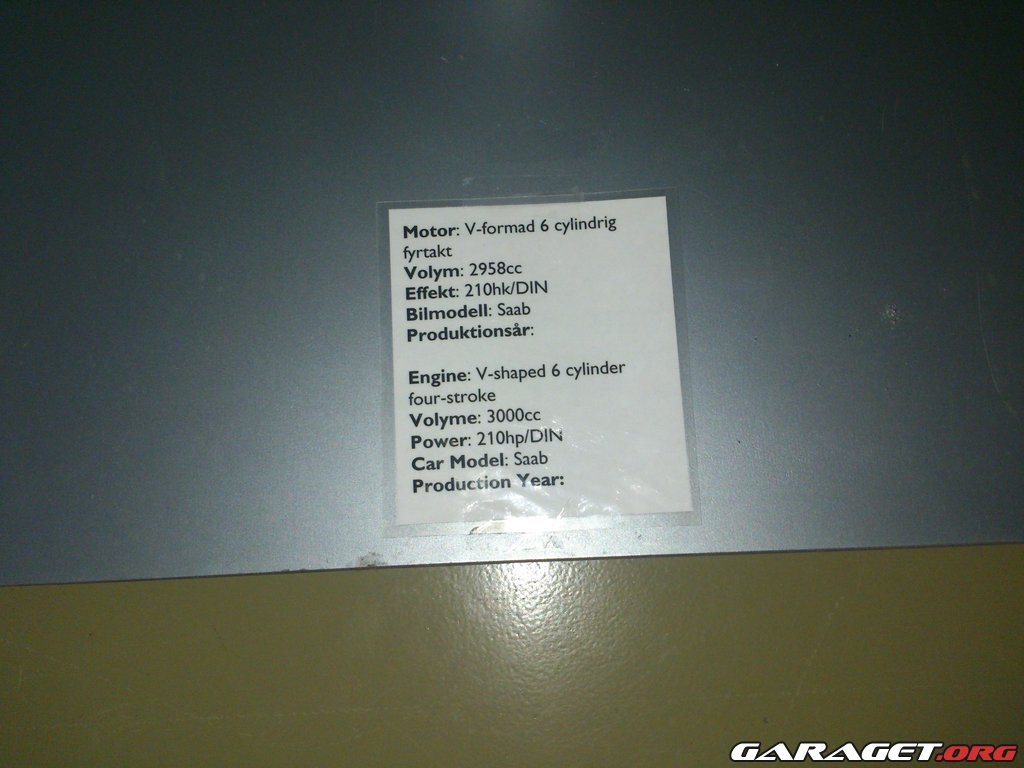 Motor: V-formad 6 cylindrig
fyrtakt
Volym: 2958cc
Effekt: 210hk/DIN
Bilmodell: Saab
Produktionsår:
Engine: V-shaped 6 cylinder
four-stroke
Volyme: 3000cc
Power: 210hp/DIN
Car Model: Saab
Production Year:
GARAGET.ORG